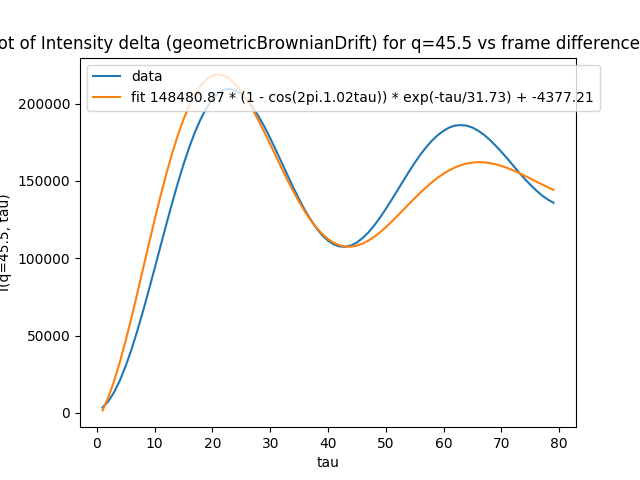 ot of Intensity delta (geometricBrownianDrift) for q=45.5 vs frame difference
data
fit 148480.87 * (1 - cos(2pi.1.02tau)) * exp(-tau/31.73) + -4377.21
200000
150000
100000
50000
0
I(q=45.5, tau)
0 10 20 30 40 50 60 70 80
tau